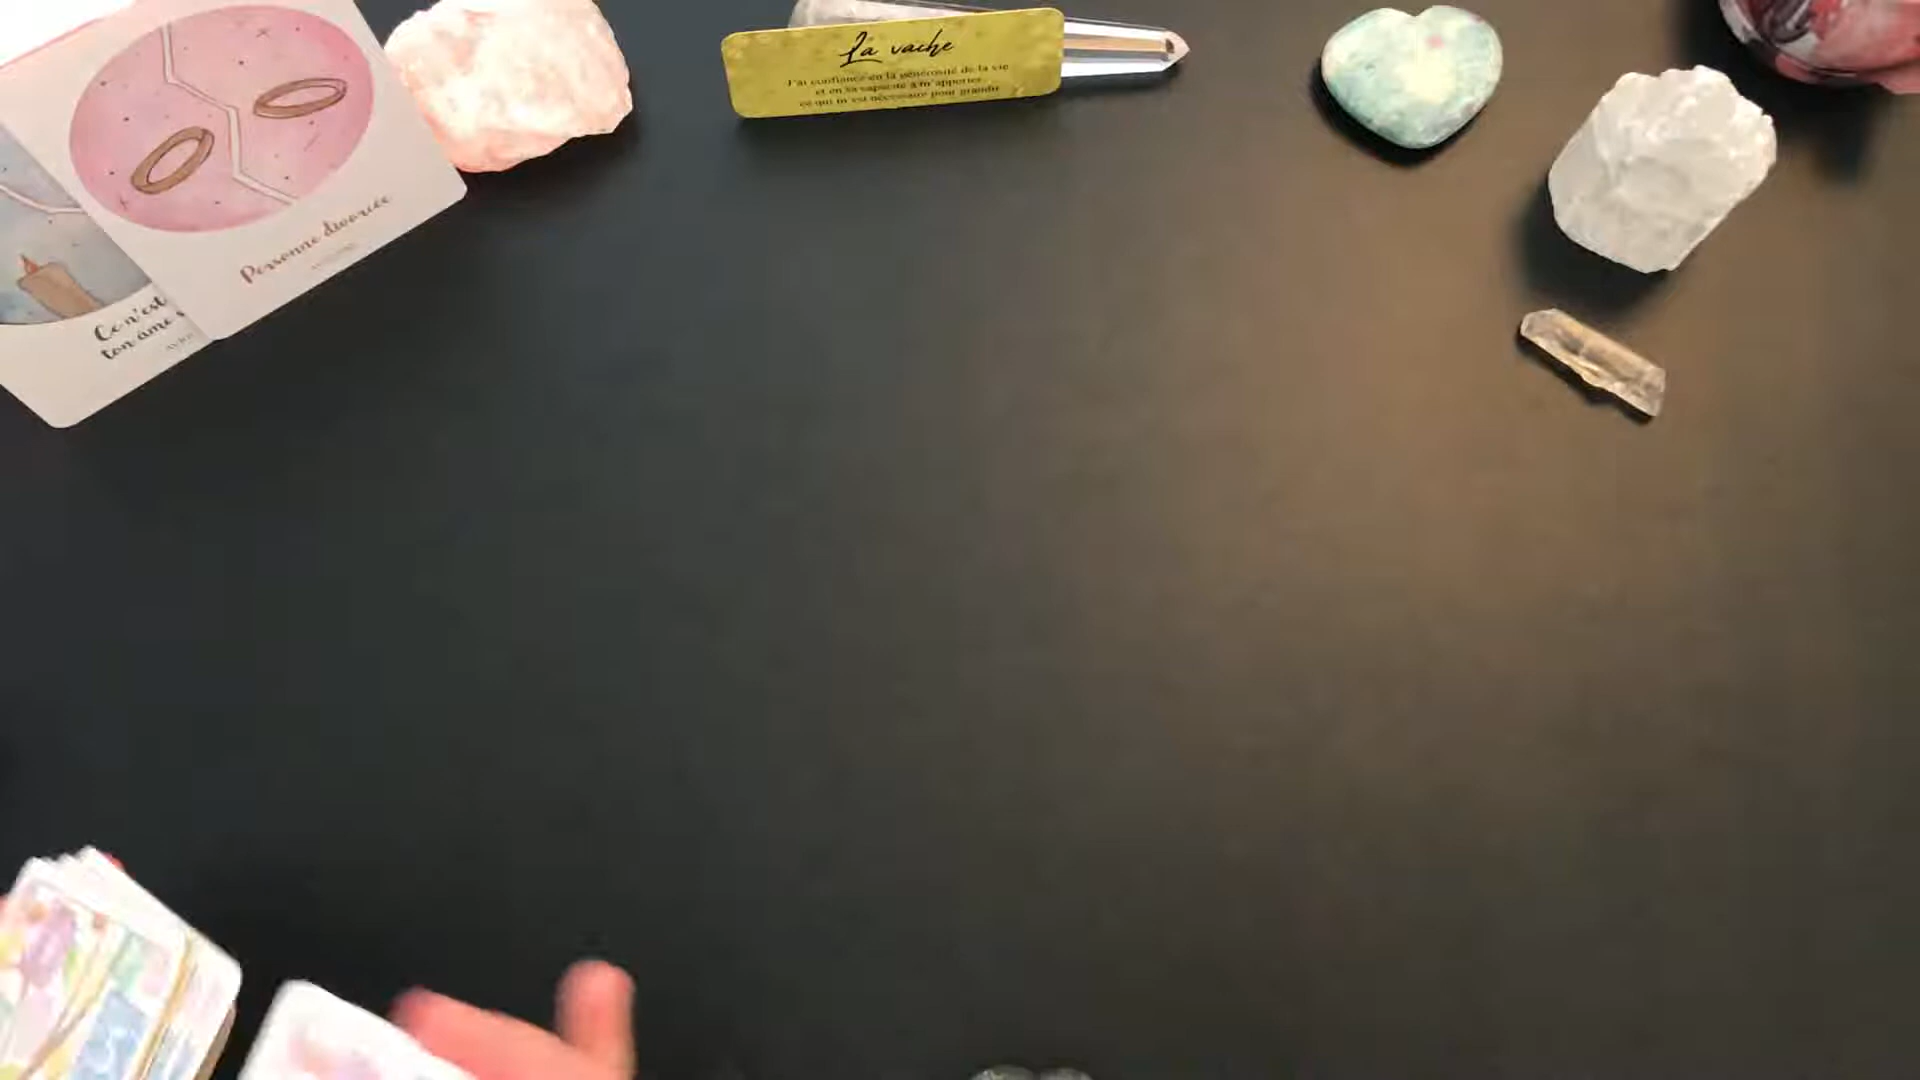 La vache
J'ai confiance en la générosité de la vie
et en sa capacité à m'apporter
ce qui m'est nécessaire pour grandir
Personne divorcée
Ce n'est
ton âme s